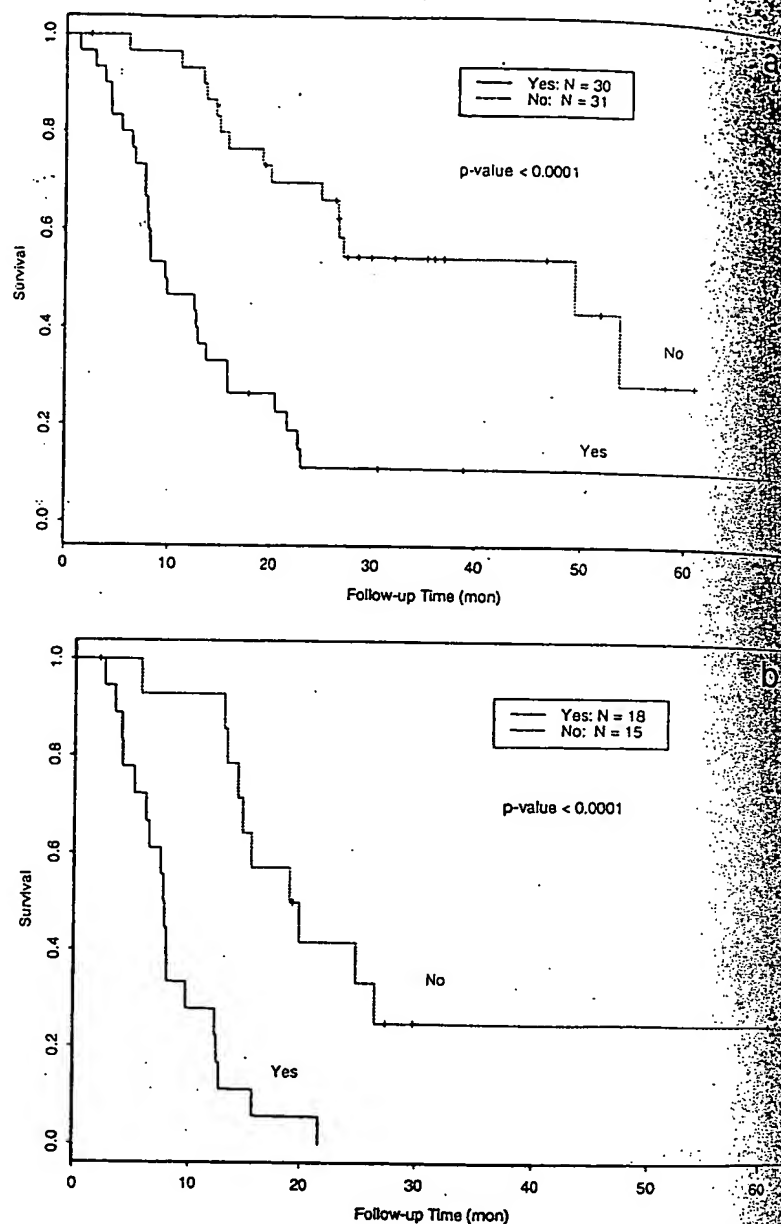 a
1.0
0.8
0.6
0.4
0.2
0.0
Survival
Yes: N = 30
No: N = 31
p-value < 0.0001
No
Yes
0 10 20 30 40 50 60
Follow-up Time (mon)
b
1.0
0.8
0.6
0.4
0.2
0.0
Survival
Yes: N = 18
No: N = 15
p-value < 0.0001
No
Yes
0 10 20 30 40 50 60
Follow-up Time (mon)